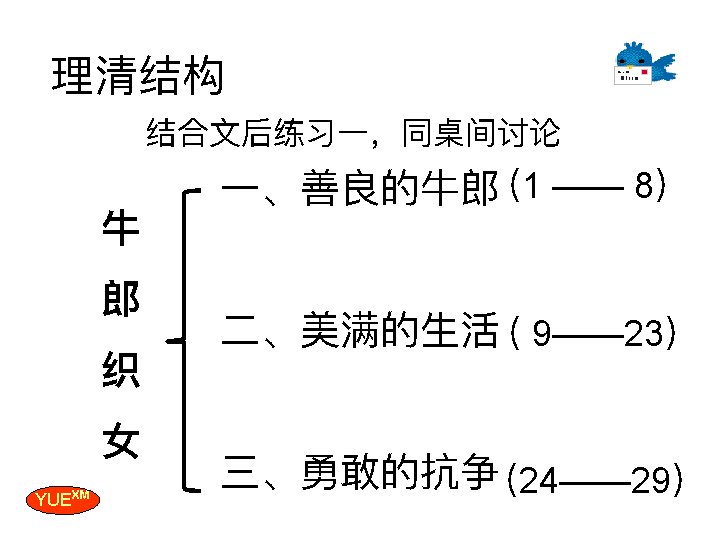 理清结构
结合文后练习一，同桌间讨论
牛郎织女
一、善良的牛郎（1 —— 8）
二、美满的生活（ 9——23）
三、勇敢的抗争（24——29）
YUEXM